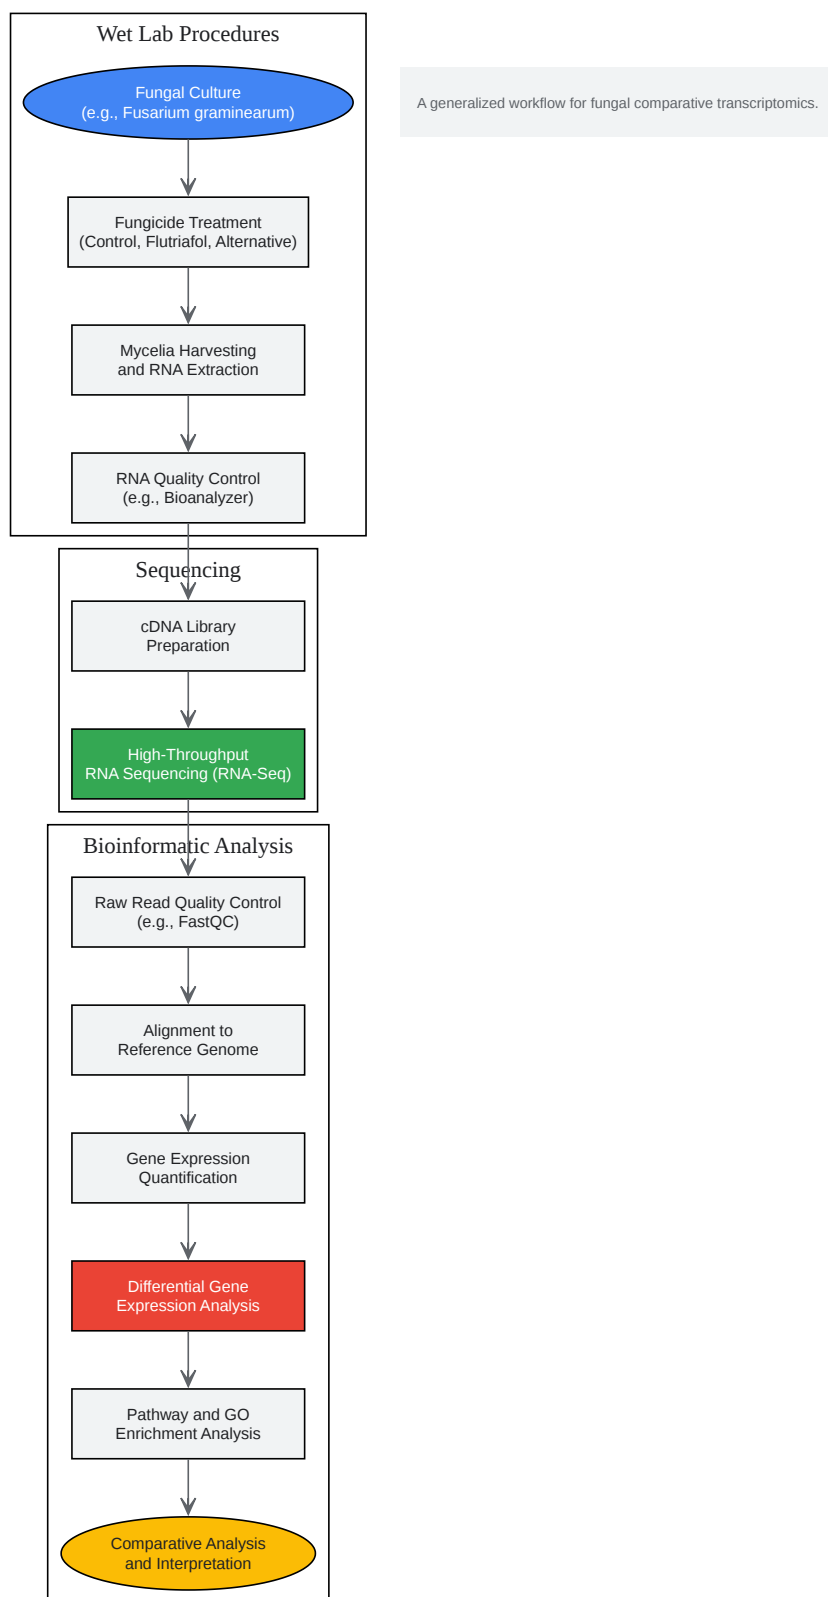 Wet Lab Procedures
Fungal Culture
(e.g., Fusarium graminearum)
A generalized workflow for fungal comparative transcriptomics.
Fungicide Treatment
(Control, Flutriafol, Alternative)
Mycelia Harvesting
and RNA Extraction
RNA Quality Control
(e.g., Bioanalyzer)
Sequencing
cDNA Library
Preparation
High-Throughput
RNA Sequencing (RNA-Seq)
Bioinformatic Analysis
Raw Read Quality Control
(e.g., FastQC)
Alignment to
Reference Genome
Gene Expression
Quantification
Differential Gene
Expression Analysis
Pathway and GO
Enrichment Analysis
Comparative Analysis
and Interpretation